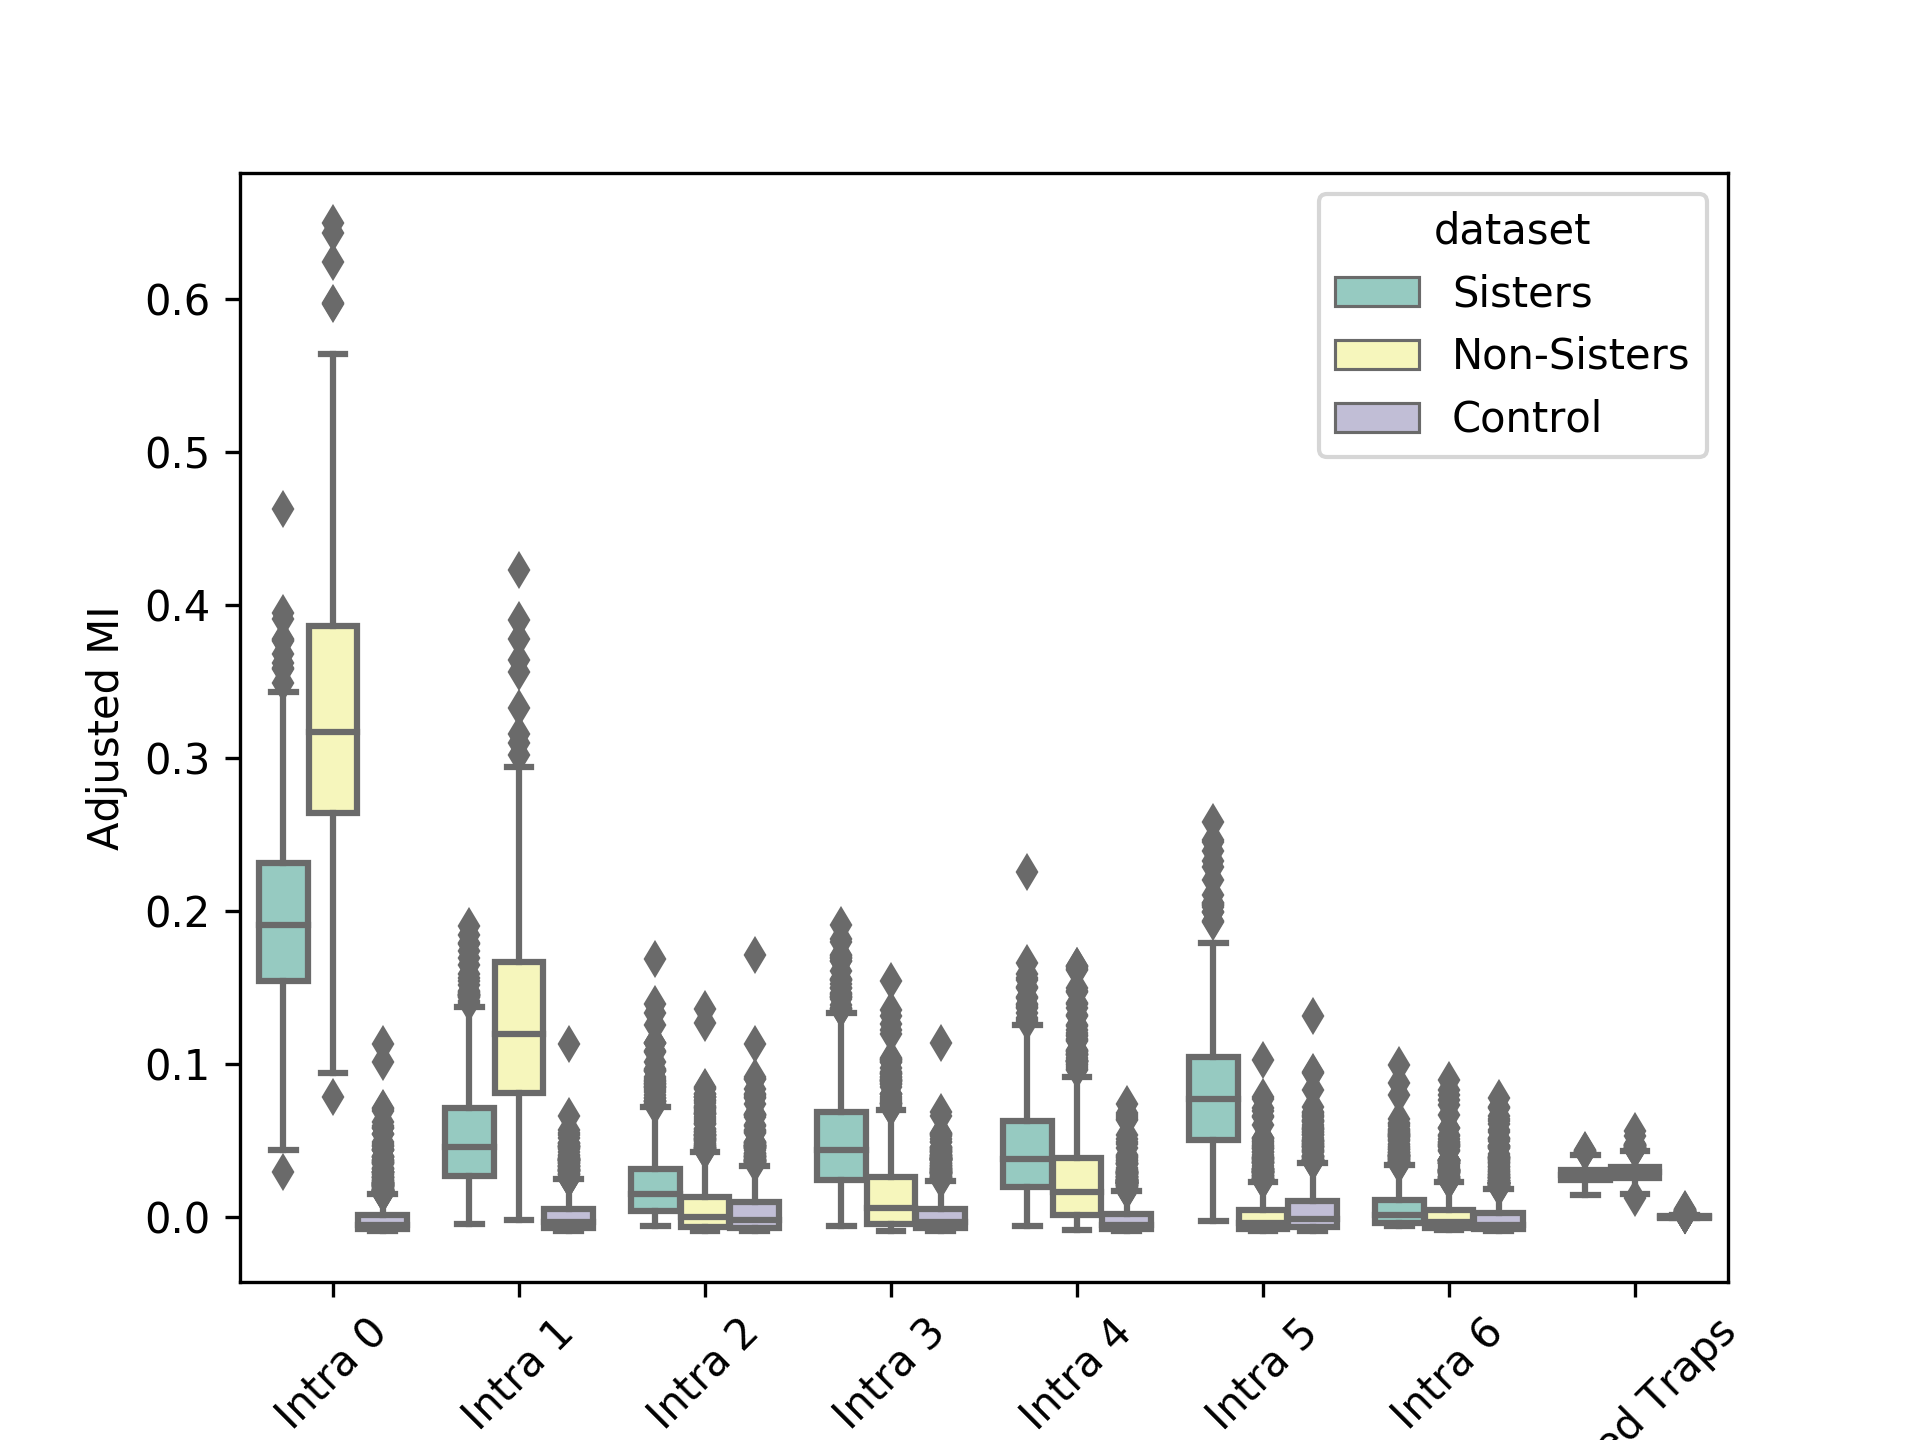 dataset
Sisters
Non-Sisters
Control
Adjusted MI
0.6
0.5
0.4
0.3
0.2
0.1
0.0
Intra 0
Intra 1
Intra 2
Intra 3
Intra 4
Intra 5
Intra 6
Traps